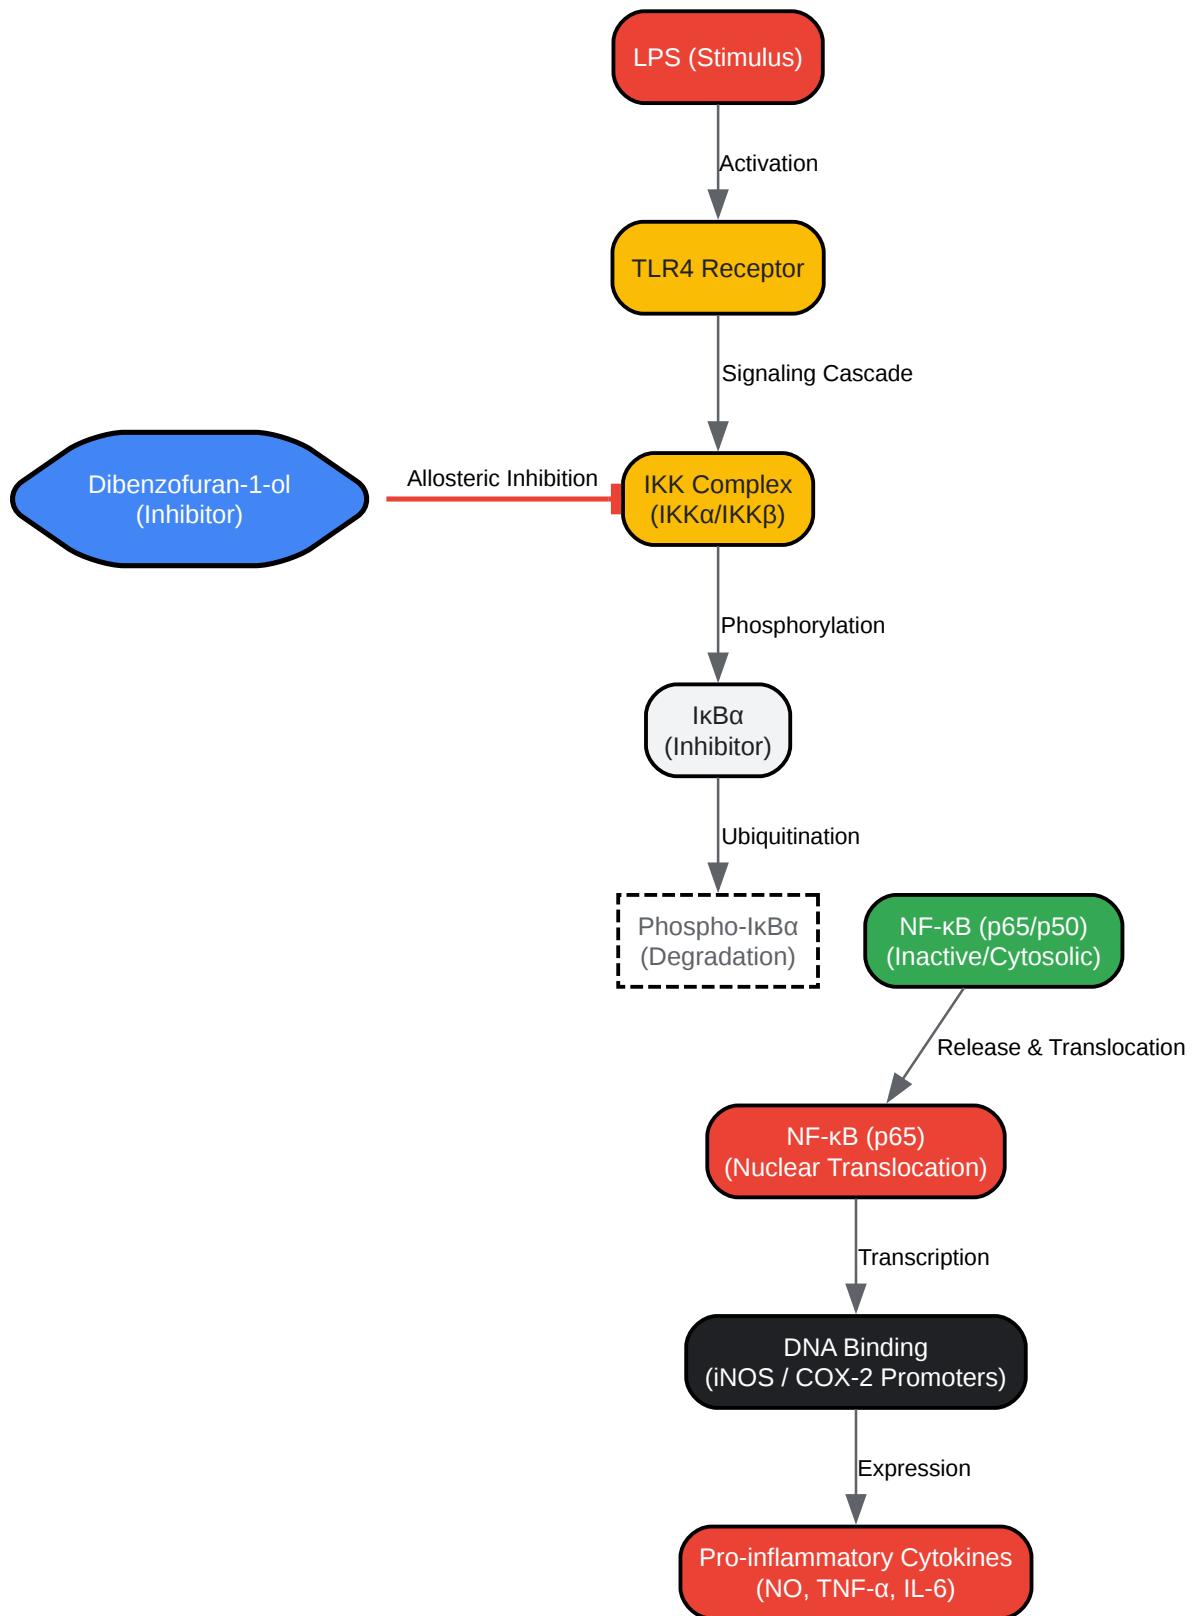 LPS (Stimulus)
Activation
TLR4 Receptor
Signaling Cascade
Dibenzofuran-1-ol
(Inhibitor)
Allosteric Inhibition
IKK Complex
(IKKα/IKKβ)
Phosphorylation
IκBα
(Inhibitor)
Ubiquitination
Phospho-IκBα
(Degradation)
NF-κB (p65/p50)
(Inactive/Cytosolic)
Release & Translocation
NF-κB (p65)
(Nuclear Translocation)
Transcription
DNA Binding
(iNOS / COX-2 Promoters)
Expression
Pro-inflammatory Cytokines
(NO, TNF-α, IL-6)